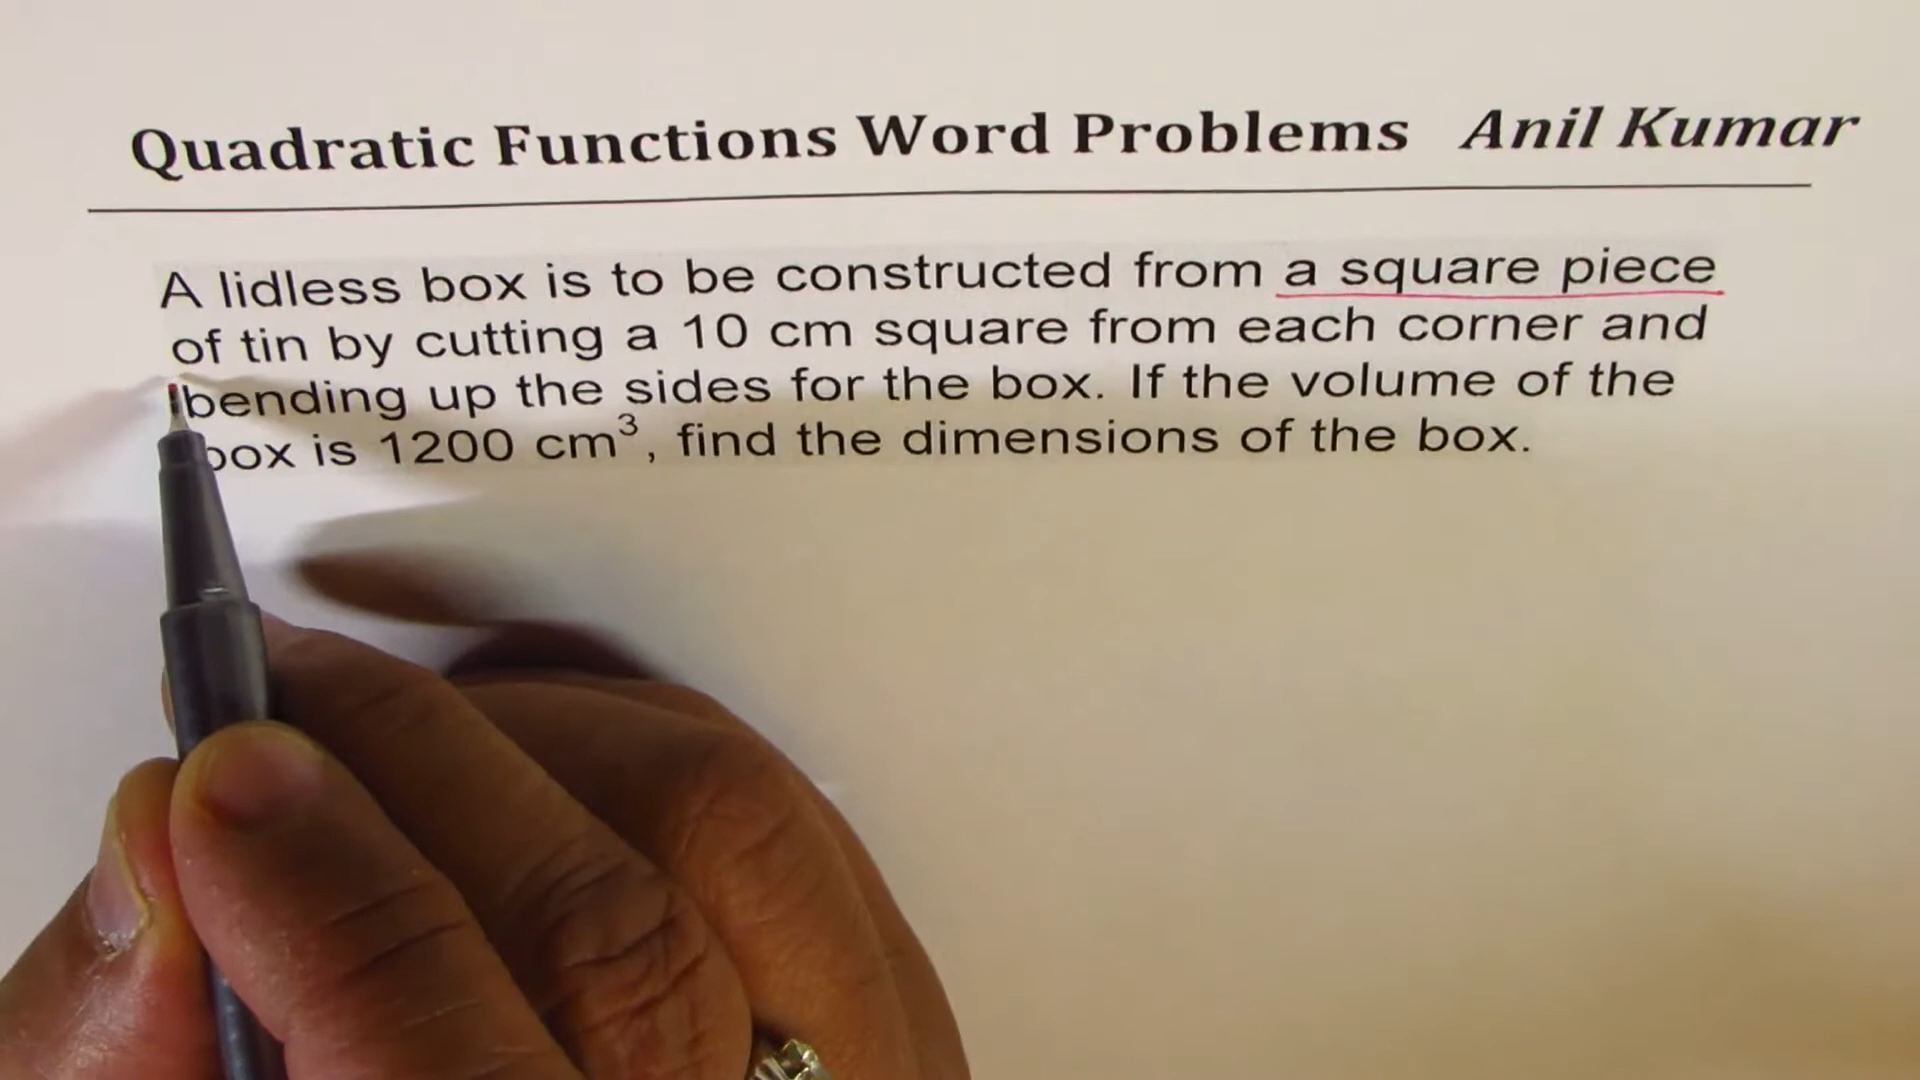 Quadratic Functions Word Problems Anil Kumar
A lidless box is to be constructed from a square piece
of tin by cutting a 10 cm square from each corner and
bending up the sides for the box. If the volume of the
box is 1200 cm³, find the dimensions of the box.